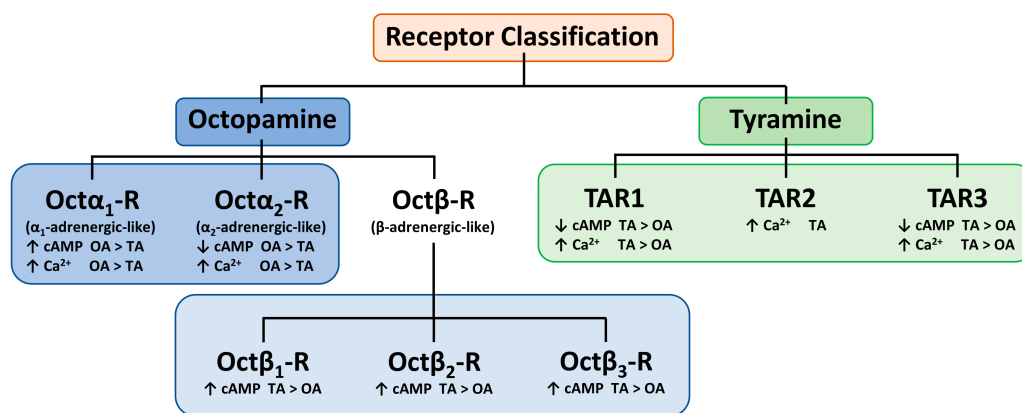 Receptor Classification
Octopamine
Tyramine
Octα₁-R
(α₁-adrenergic-like)
↑ cAMP OA > TA
↑ Ca²⁺ OA > TA
Octα₂-R
(α₂-adrenergic-like)
↓ cAMP OA > TA
↑ Ca²⁺ OA > TA
Octβ-R
(β-adrenergic-like)
TAR1
↓ cAMP TA > OA
↑ Ca²⁺ TA > OA
TAR2
↑ Ca²⁺ TA
TAR3
↓ cAMP TA > OA
↑ Ca²⁺ TA > OA
Octβ₁-R
↑ cAMP TA > OA
Octβ₂-R
↑ cAMP TA > OA
Octβ₃-R
↑ cAMP TA > OA